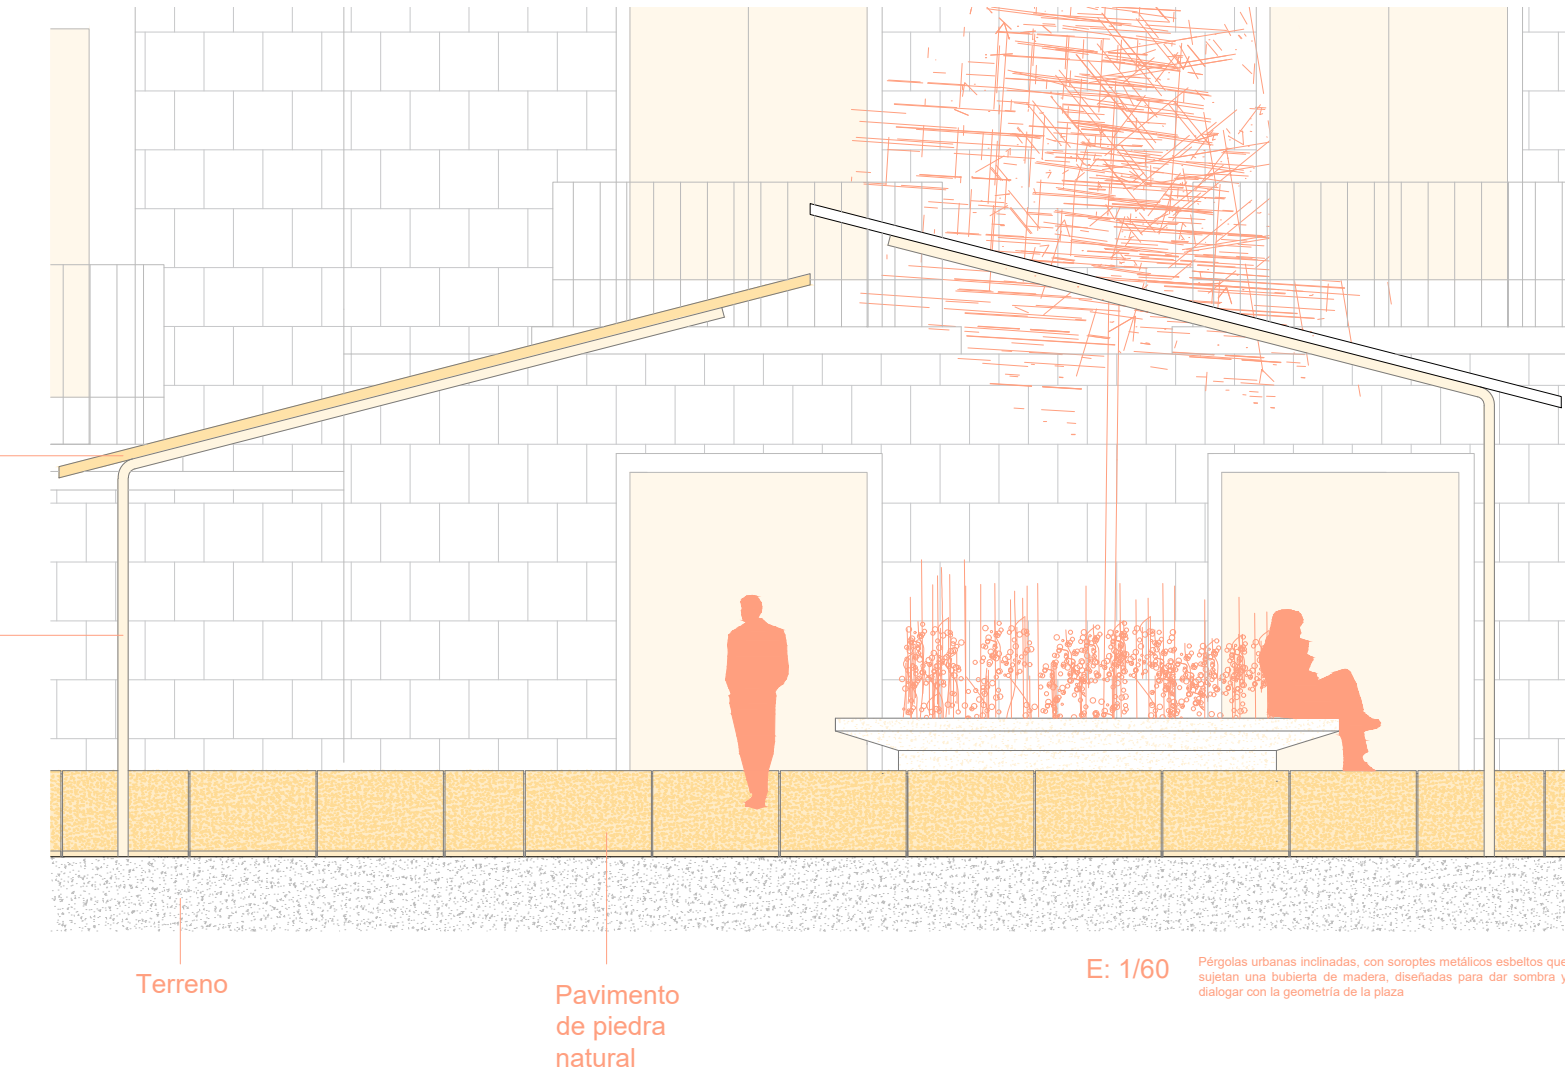 Terreno
Pavimento
de piedra
natural
E: 1/60
Pérgolas urbanas inclinadas, con soroptes metálicos esbeltos que
sujetan una bubierta de madera, diseñadas para dar sombra y
dialogar con la geometría de la plaza